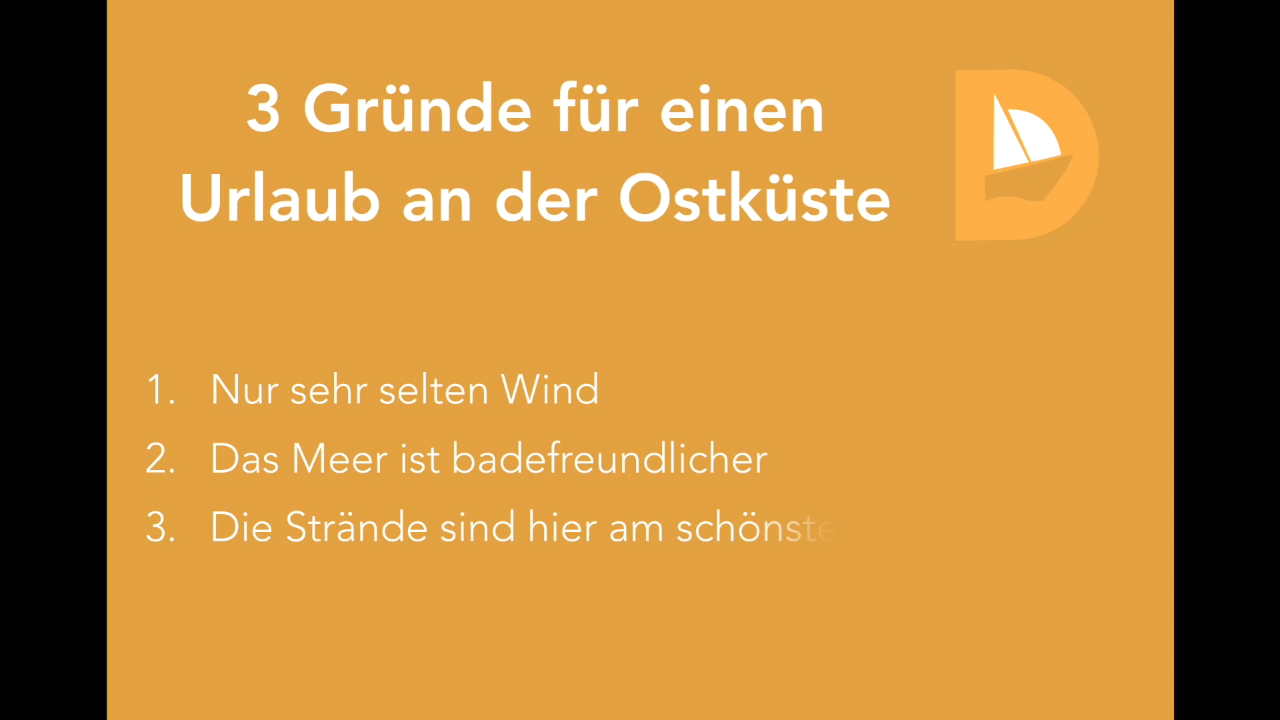 3 Gründe für einen
Urlaub an der Ostküste
1. Nur sehr selten Wind
2. Das Meer ist badefreundlicher
3. Die Strände sind hier am schönste